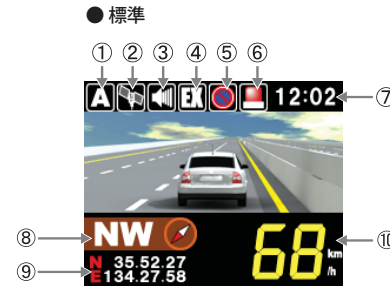 ● 標準
① ② ③ ④ ⑤ ⑥
A EX 12:02 ⑦
⑧ NW 68 km/h ⑩
⑨ N 35.52.27
E 134.27.58